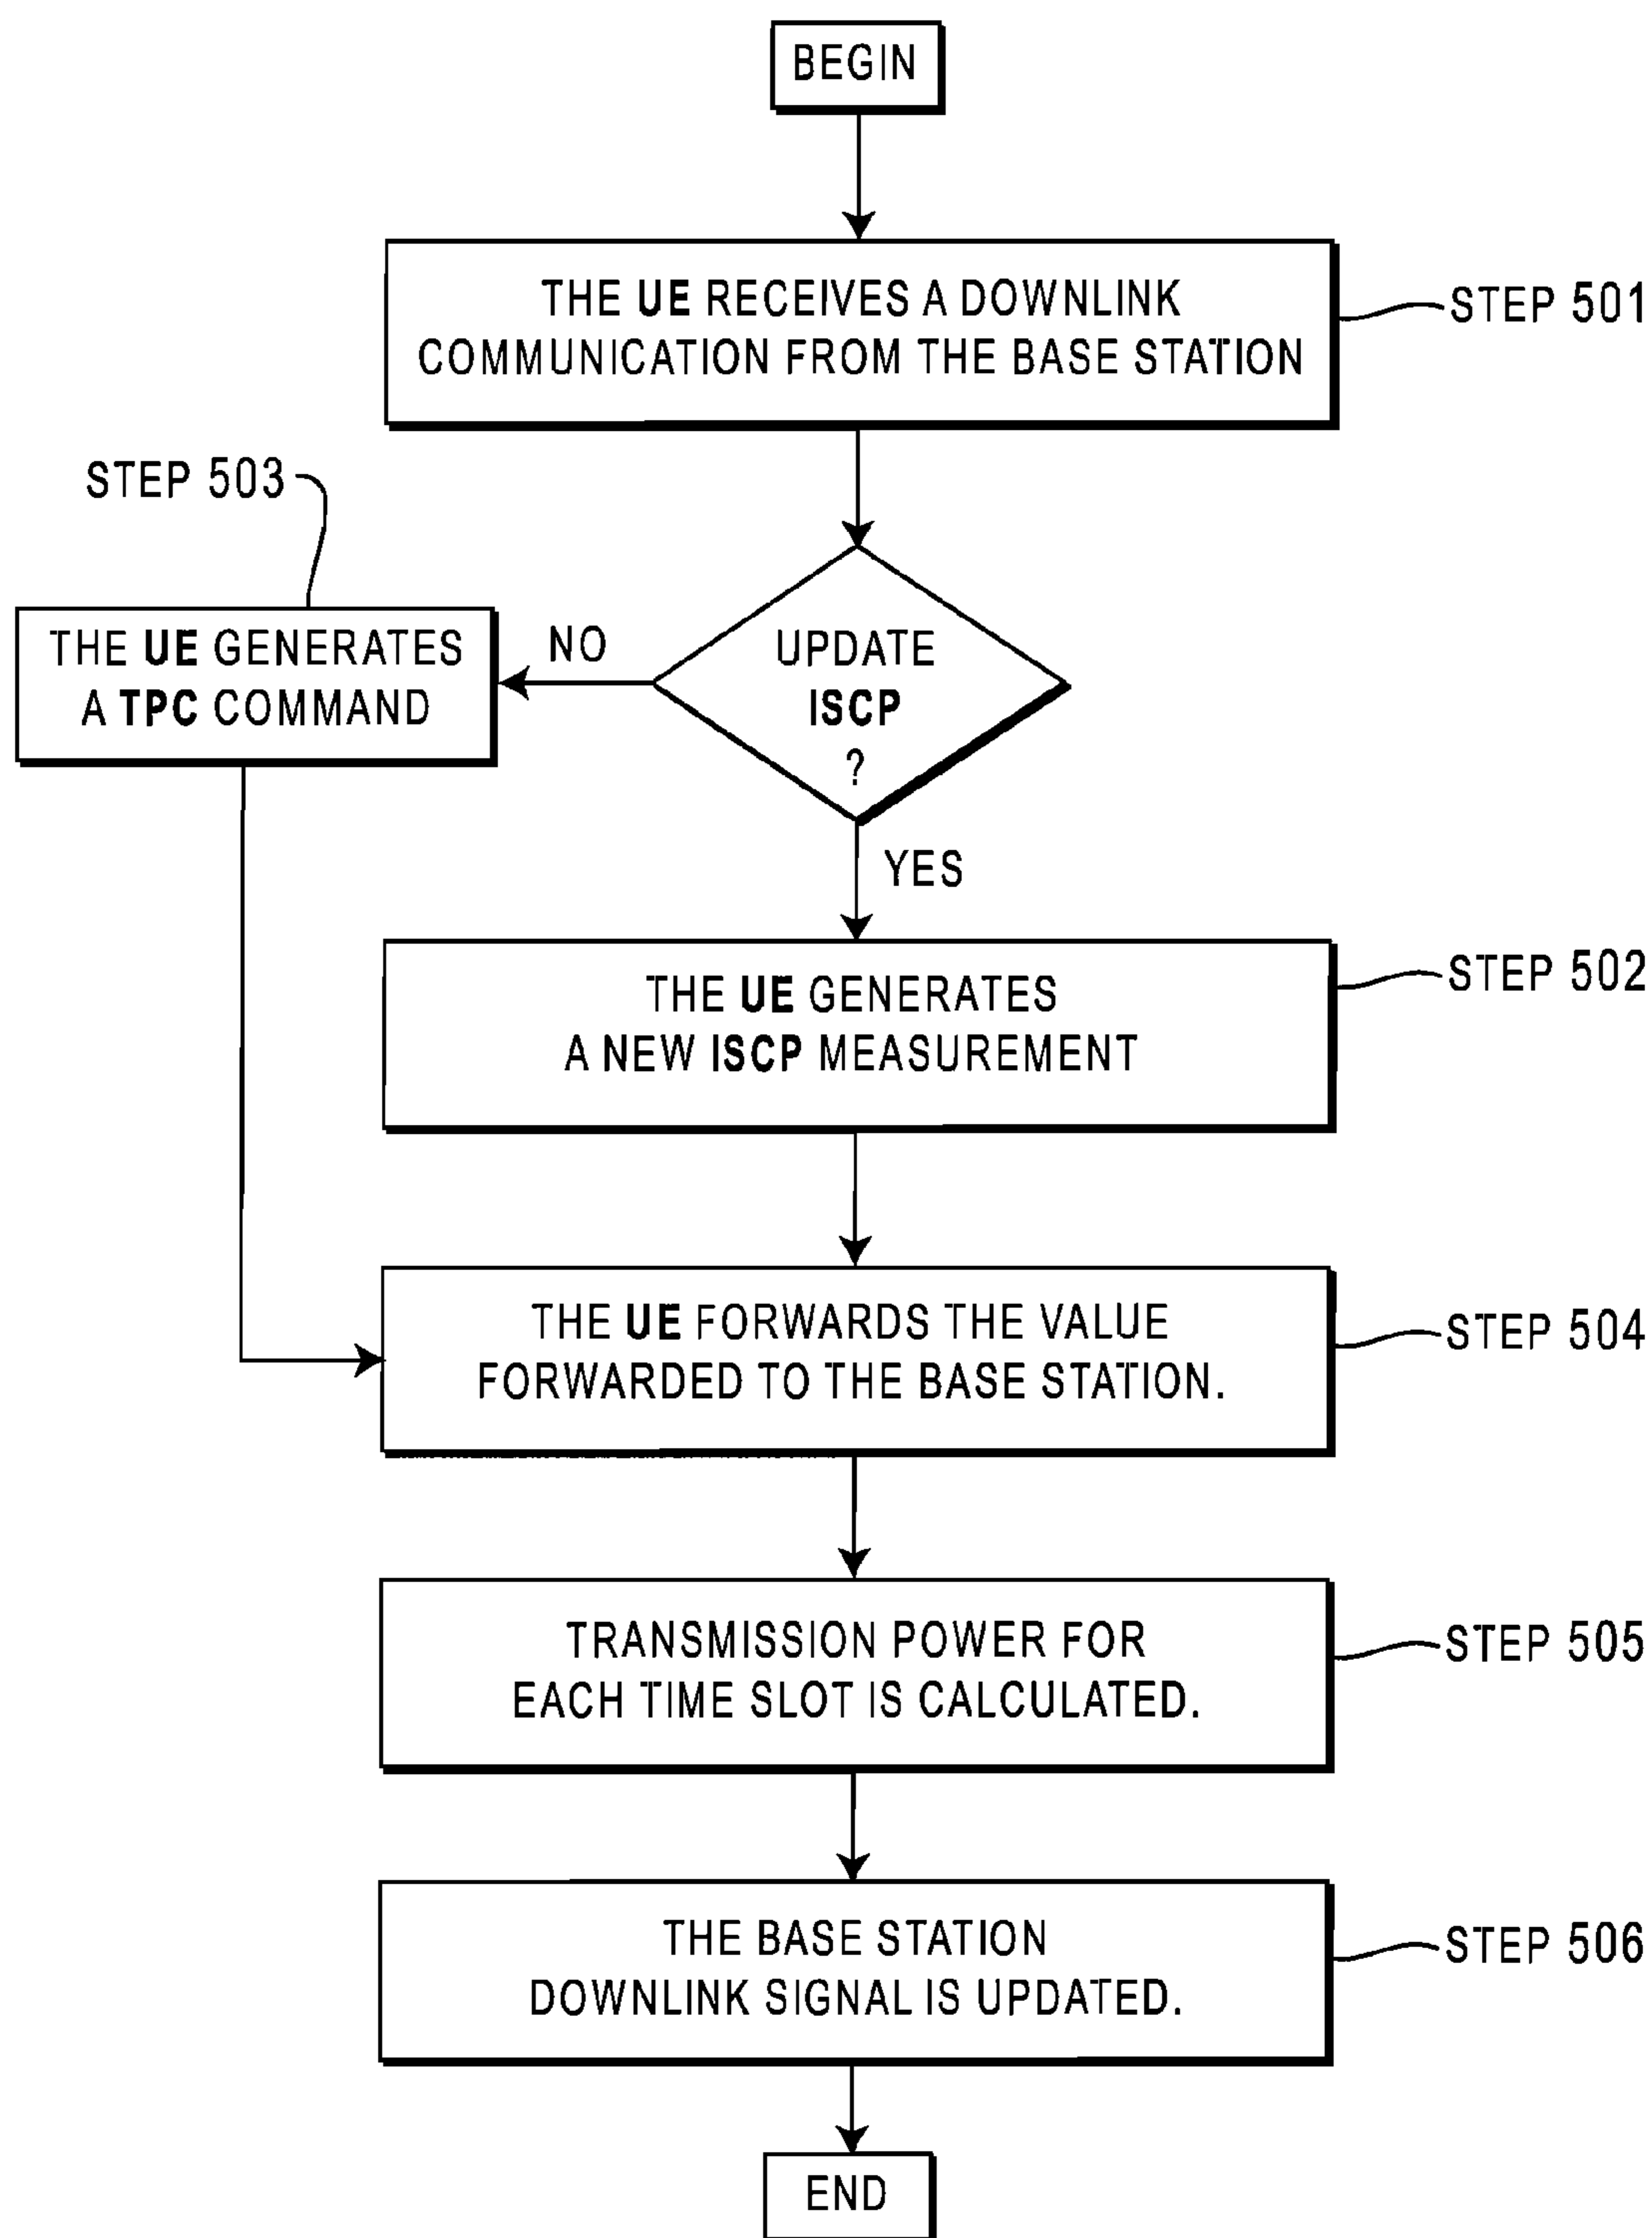 BEGIN
THE UE RECEIVES A DOWNLINK
COMMUNICATION FROM THE BASE STATION
STEP 501
STEP 503
THE UE GENERATES
A TPC COMMAND
NO
UPDATE
ISCP
?
YES
THE UE GENERATES
A NEW ISCP MEASUREMENT
STEP 502
THE UE FORWARDS THE VALUE
FORWARDED TO THE BASE STATION.
STEP 504
TRANSMISSION POWER FOR
EACH TIME SLOT IS CALCULATED.
STEP 505
THE BASE STATION
DOWNLINK SIGNAL IS UPDATED.
STEP 506
END